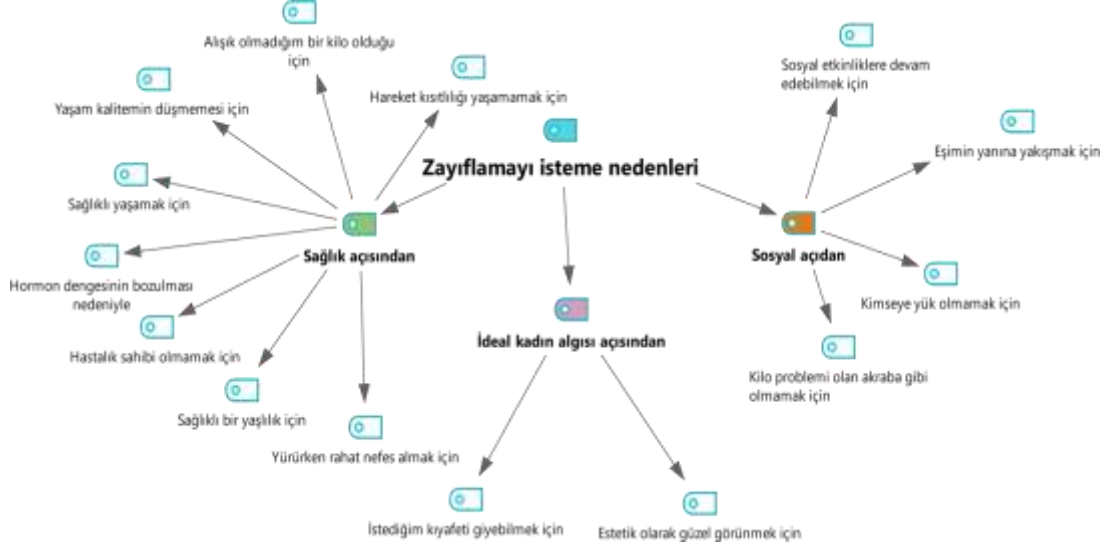 Alışık olmadığım bir kilo olduğu
için
Hareket kısıtlılığı yaşamamak için
Yaşam kalitemin düşmemesi için
Sağlıklı yaşamak için
Hormon dengesinin bozulması
nedeniyle
Hastalık sahibi olmamak için
Sağlıklı bir yaşlılık için
Yürürken rahat nefes almak için
Sağlık açısından
Zayıflamayı isteme nedenleri
İdeal kadın algısı açısından
İstediğim kıyafeti giyebilmek için
Estetik olarak güzel görünmek için
Sosyal açıdan
Sosyal etkinliklere devam
edebilmek için
Eşimin yanına yakışmak için
Kimseye yük olmamak için
Kilo problemi olan akraba gibi
olmamak için